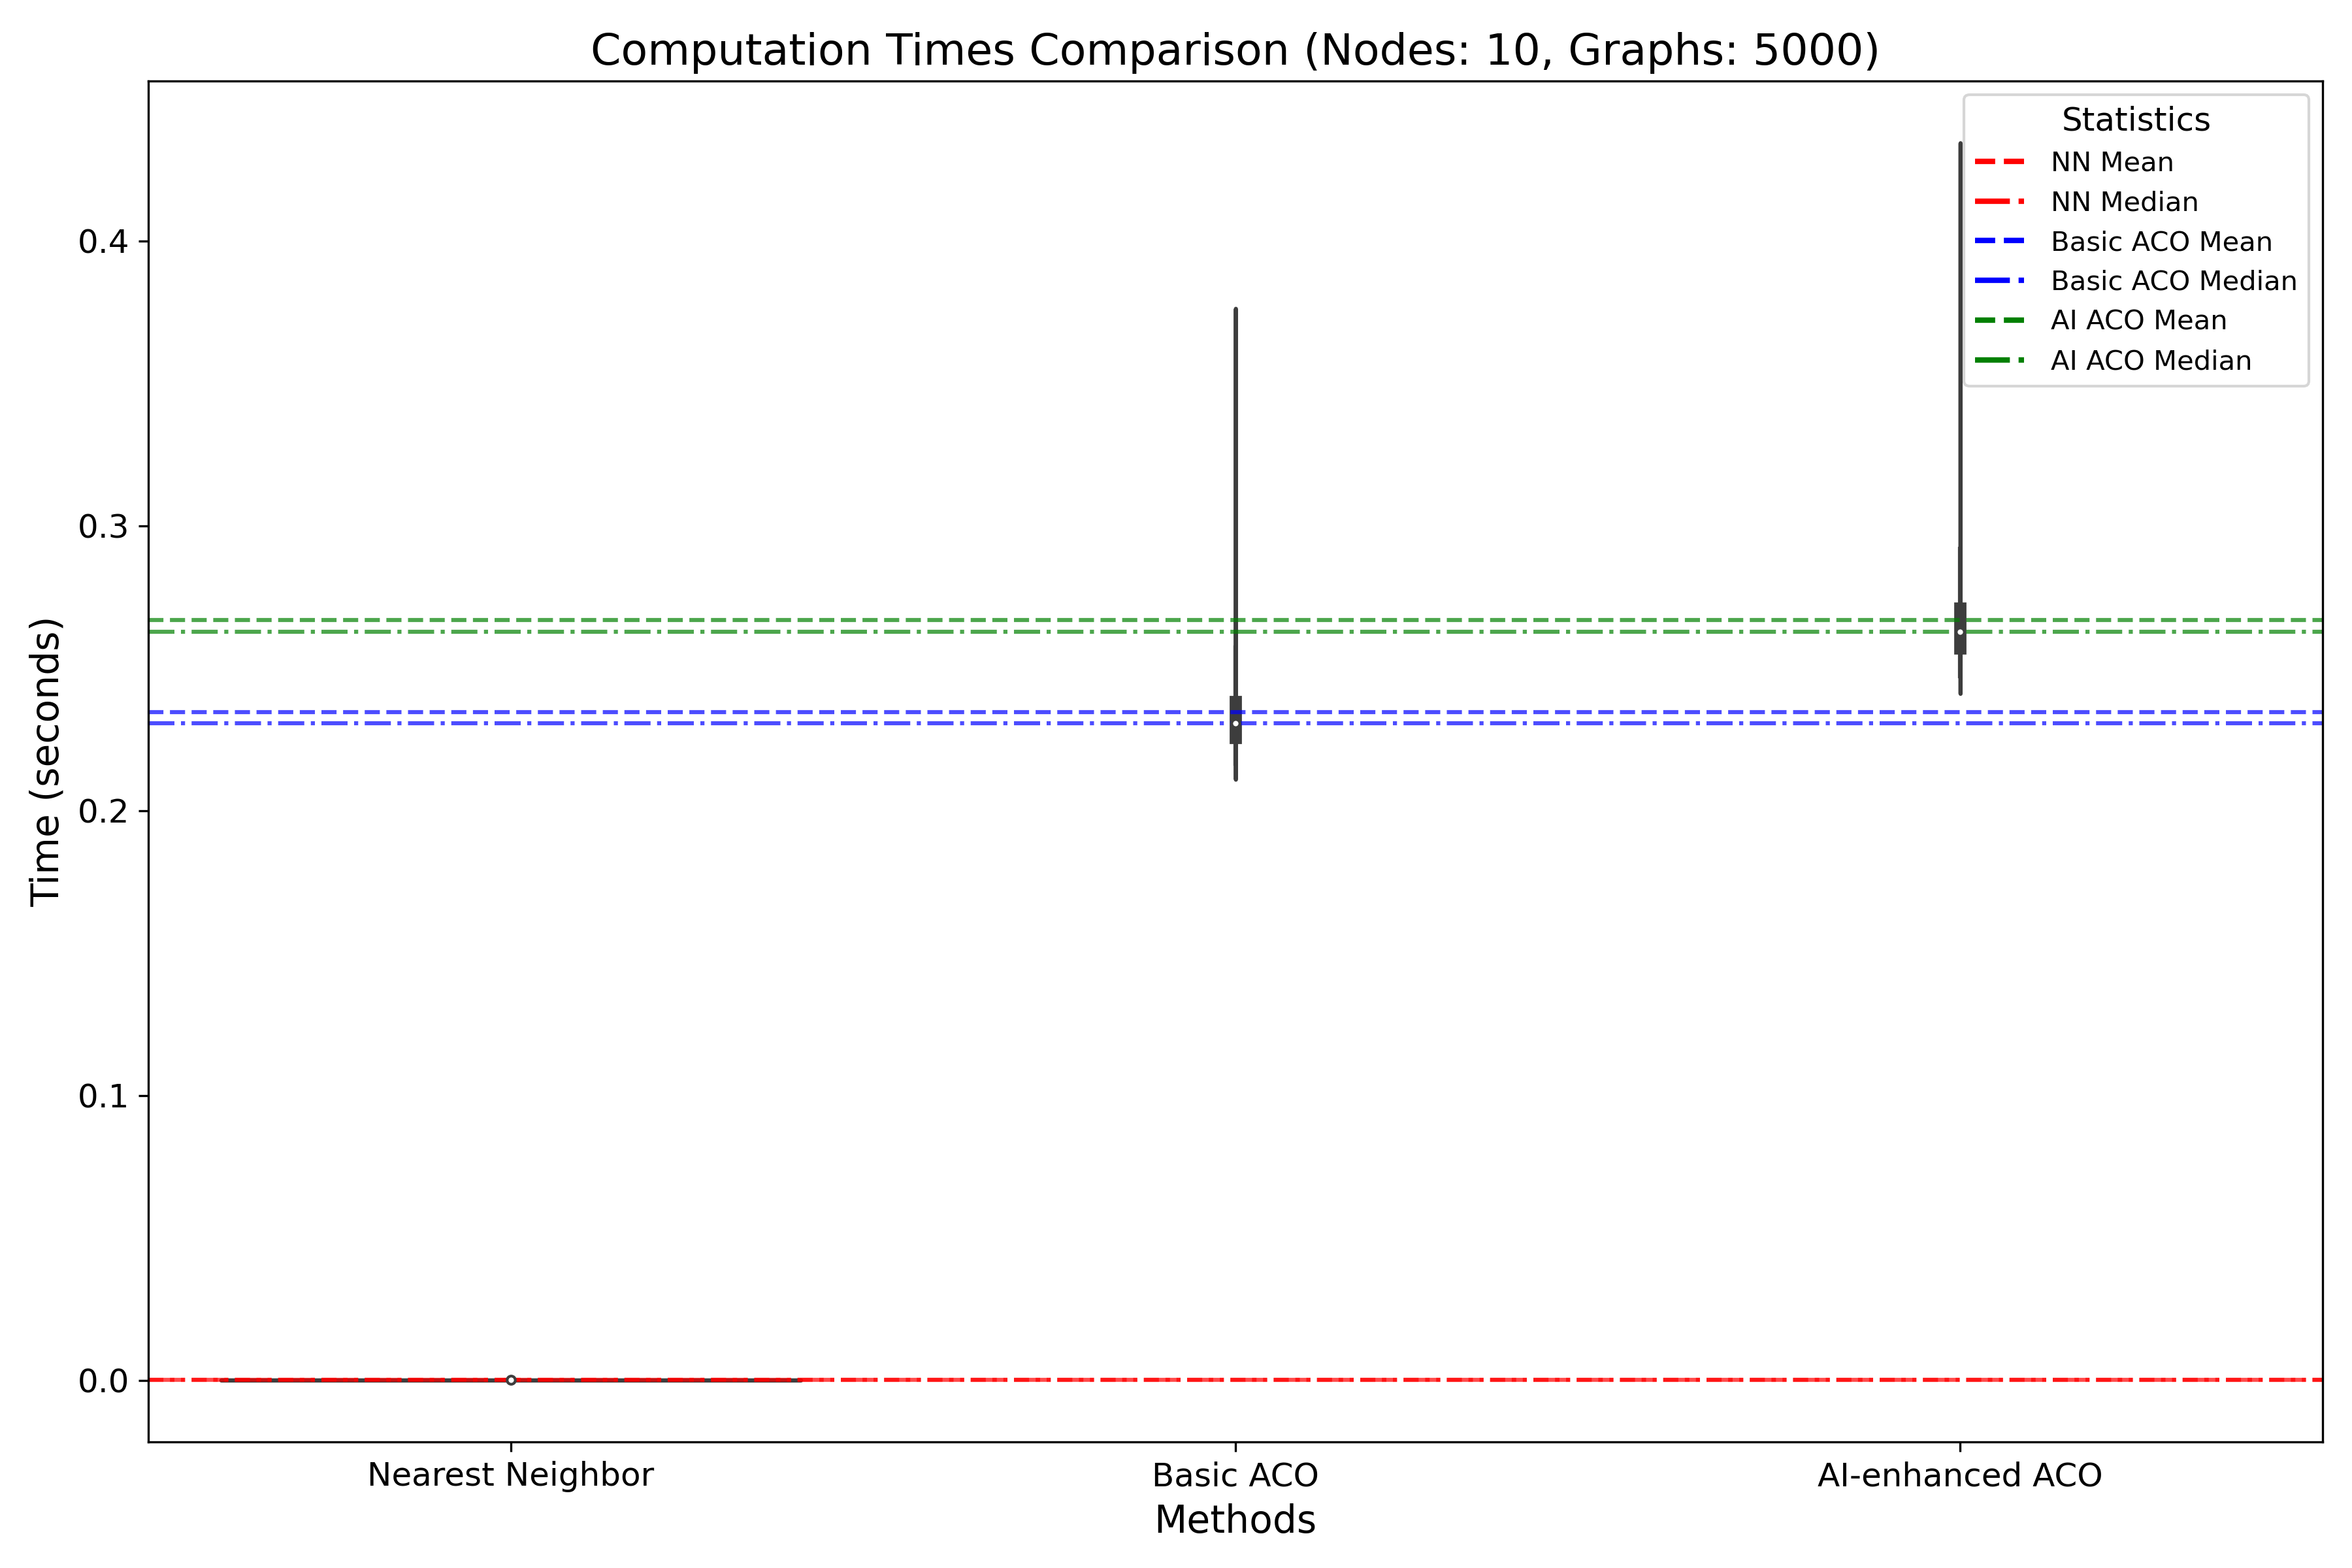 Computation Times Comparison (Nodes: 10, Graphs: 5000)
Statistics
NN Mean
NN Median
Basic ACO Mean
Basic ACO Median
AI ACO Mean
AI ACO Median
Time (seconds)
0.4
0.3
0.2
0.1
0.0
Nearest Neighbor
Basic ACO
AI-enhanced ACO
Methods